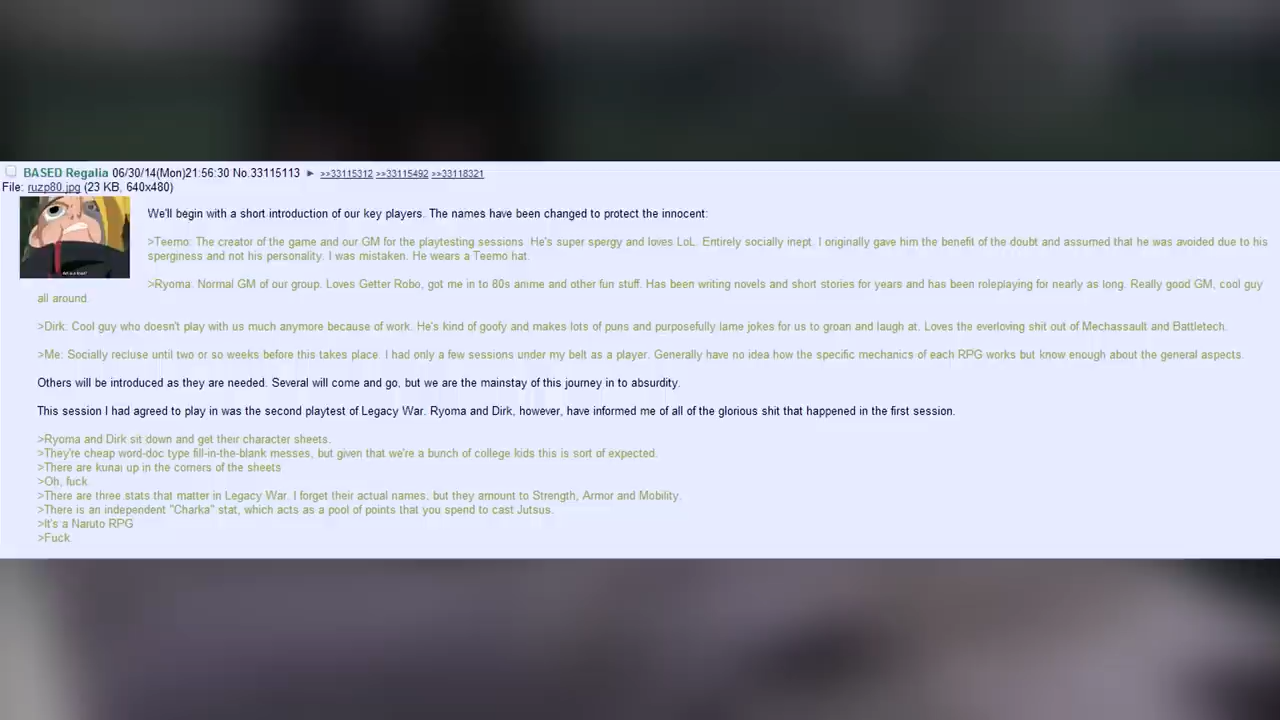 BASED Regalia 06/30/14(Mon)21:56:30 No.33115113 ► >>33115312 >>33115492 >>33118321
File: ruzp80.jpg (23 KB, 640x480)
We'll begin with a short introduction of our key players. The names have been changed to protect the innocent:
>Teemo: The creator of the game and our GM for the playtesting sessions. He's super spergy and loves LoL. Entirely socially inept. I originally gave him the benefit of the doubt and assumed that he was avoided due to his
sperginess and not his personality. I was mistaken. He wears a Teemo hat.
>Ryoma: Normal GM of our group. Loves Getter Robo, got me in to 80s anime and other fun stuff. Has been writing novels and short stories for years and has been roleplaying for nearly as long. Really good GM, cool guy
all around.
>Dirk: Cool guy who doesn't play with us much anymore because of work. He's kind of goofy and makes lots of puns and purposefully lame jokes for us to groan and laugh at. Loves the everloving shit out of Mechassault and Battletech.
>Me: Socially recluse until two or so weeks before this takes place. I had only a few sessions under my belt as a player. Generally have no idea how the specific mechanics of each RPG works but know enough about the general aspects.
Others will be introduced as they are needed. Several will come and go, but we are the mainstay of this journey in to absurdity.
This session I had agreed to play in was the second playtest of Legacy War. Ryoma and Dirk, however, have informed me of all of the glorious shit that happened in the first session.
>Ryoma and Dirk sit down and get their character sheets.
>They're cheap word-doc type fill-in-the-blank messes, but given that we're a bunch of college kids this is sort of expected.
>There are kunai up in the corners of the sheets
>Oh, fuck
>There are three stats that matter in Legacy War. I forget their actual names, but they amount to Strength, Armor and Mobility.
>There is an independent "Charka" stat, which acts as a pool of points that you spend to cast Jutsus.
>It's a Naruto RPG
>Fuck